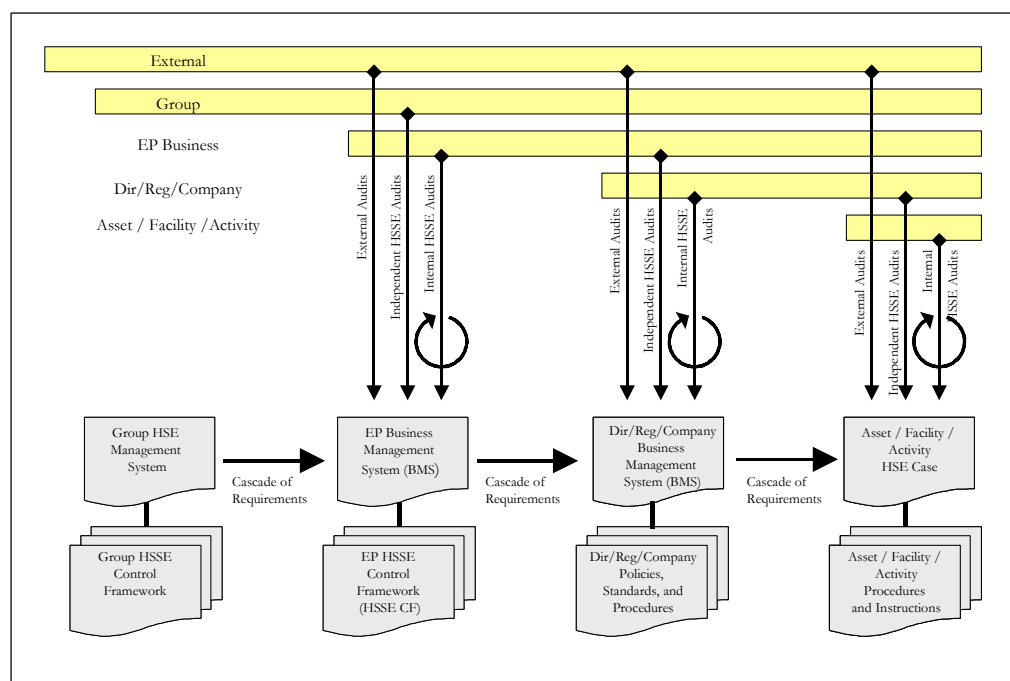 External
Group
EP Business
Dir/Reg/Company
Asset / Facility /Activity
External Audits
Independent HSSE Audits
Internal HSSE Audits
External Audits
Independent HSSE Audits
Internal HSSE
Audits
External Audits
Independent HSSE Audits
Internal
HSSE Audits
Group HSE
Management
System
Cascade of
Requirements
EP Business
Management
System (BMS)
Cascade of
Requirements
Dir/Reg/Company
Business
Management
System (BMS)
Cascade of
Requirements
Asset / Facility /
Activity
HSE Case
Group HSSE
Control
Framework
EP HSSE
Control
Framework
(HSSE CF)
Dir/Reg/Company
Policies,
Standards, and
Procedures
Asset / Facility /
Activity
Procedures
and Instructions